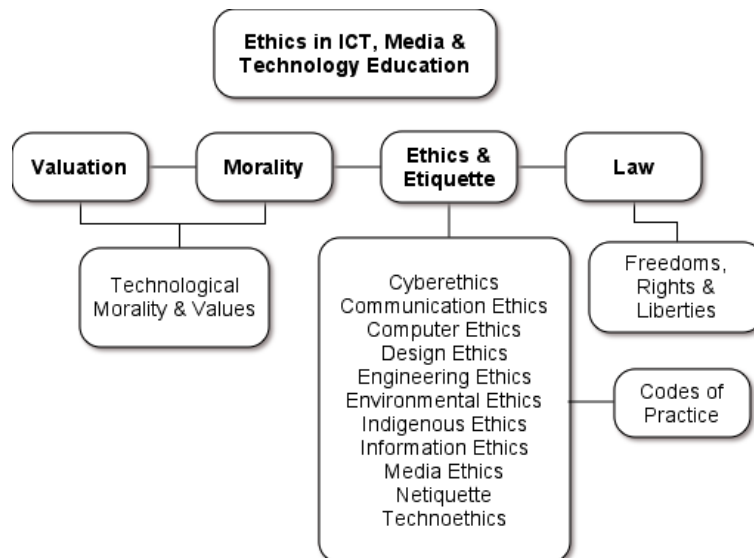 Ethics in ICT, Media &
Technology Education
Valuation
Morality
Ethics &
Etiquette
Law
Technological
Morality & Values
Cyberethics
Communication Ethics
Computer Ethics
Design Ethics
Engineering Ethics
Environmental Ethics
Indigenous Ethics
Information Ethics
Media Ethics
Netiquette
Technoethics
Freedoms,
Rights &
Liberties
Codes of
Practice